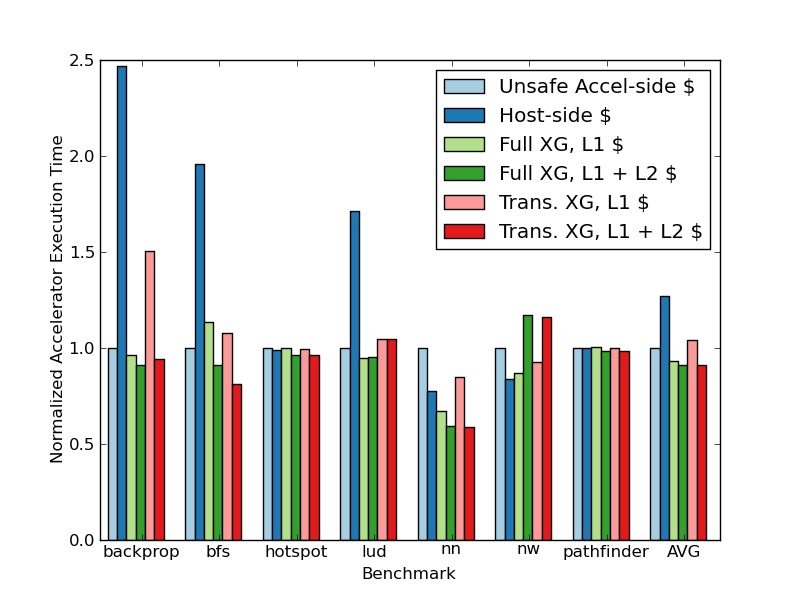 2.5
2.0
1.5
1.0
0.5
0.0
Normalized Accelerator Execution Time
Unsafe Accel-side $
Host-side $
Full XG, L1 $
Full XG, L1 + L2 $
Trans. XG, L1 $
Trans. XG, L1 + L2 $
backprop bfs hotspot lud nn nw pathfinder AVG
Benchmark